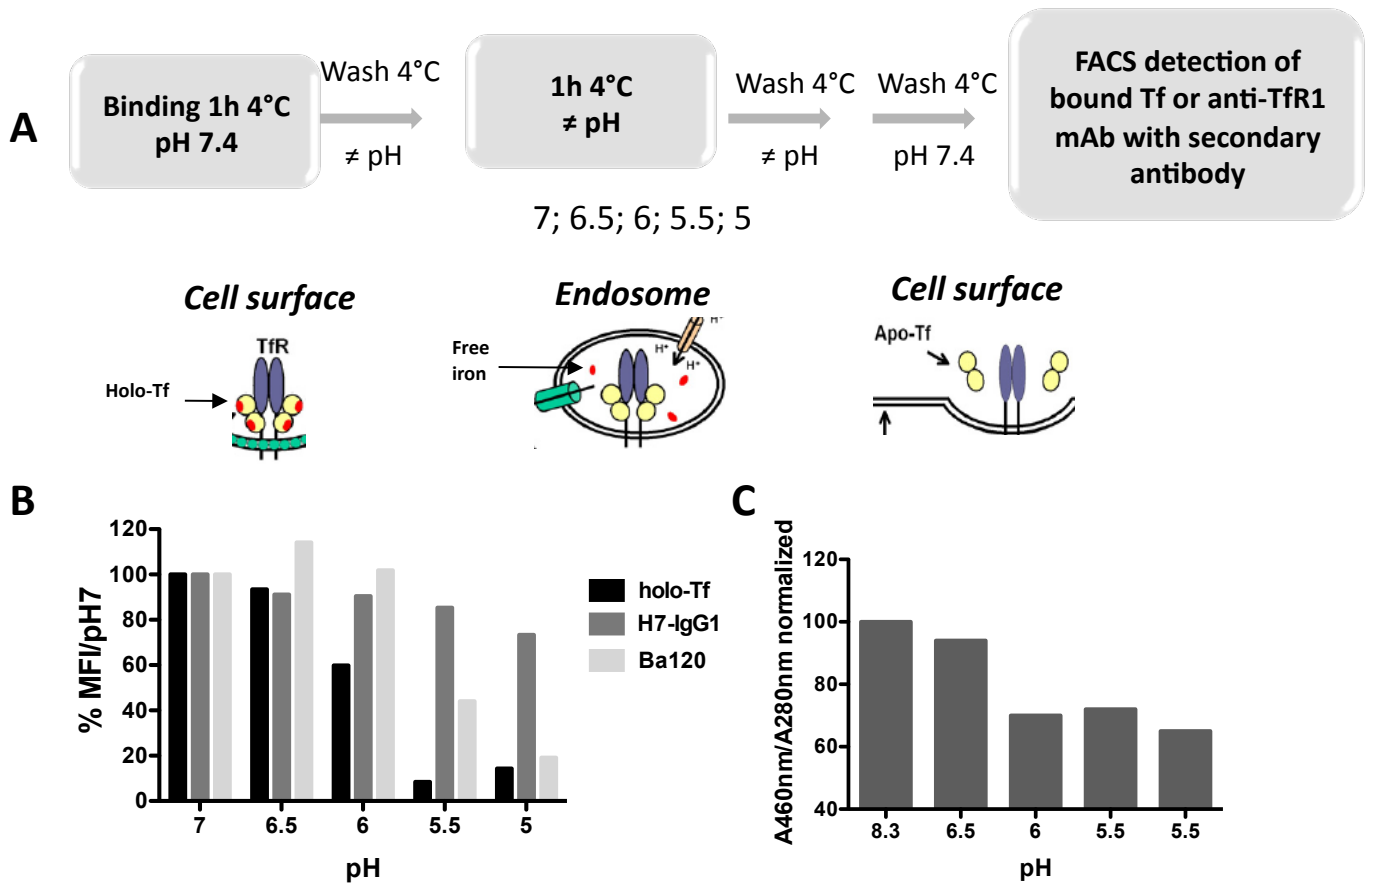 A
Binding 1h 4°C
pH 7.4
Wash 4°C
≠ pH
1h 4°C
≠ pH
7; 6.5; 6; 5.5; 5
Wash 4°C
≠ pH
Wash 4°C
pH 7.4
FACS detection of
bound Tf or anti-TfR1
mAb with secondary
antibody
Cell surface
TfR
Holo-Tf
Endosome
Free
iron
H+
H+
H+
Cell surface
Apo-Tf
B
% MFI/pH7
120
100
80
60
40
20
0
7 6.5 6 5.5 5
pH
holo-Tf
H7-IgG1
Ba120
C
A460nm/A280nm normalized
120
100
80
60
40
8.3 6.5 6 5.5 5.5
pH